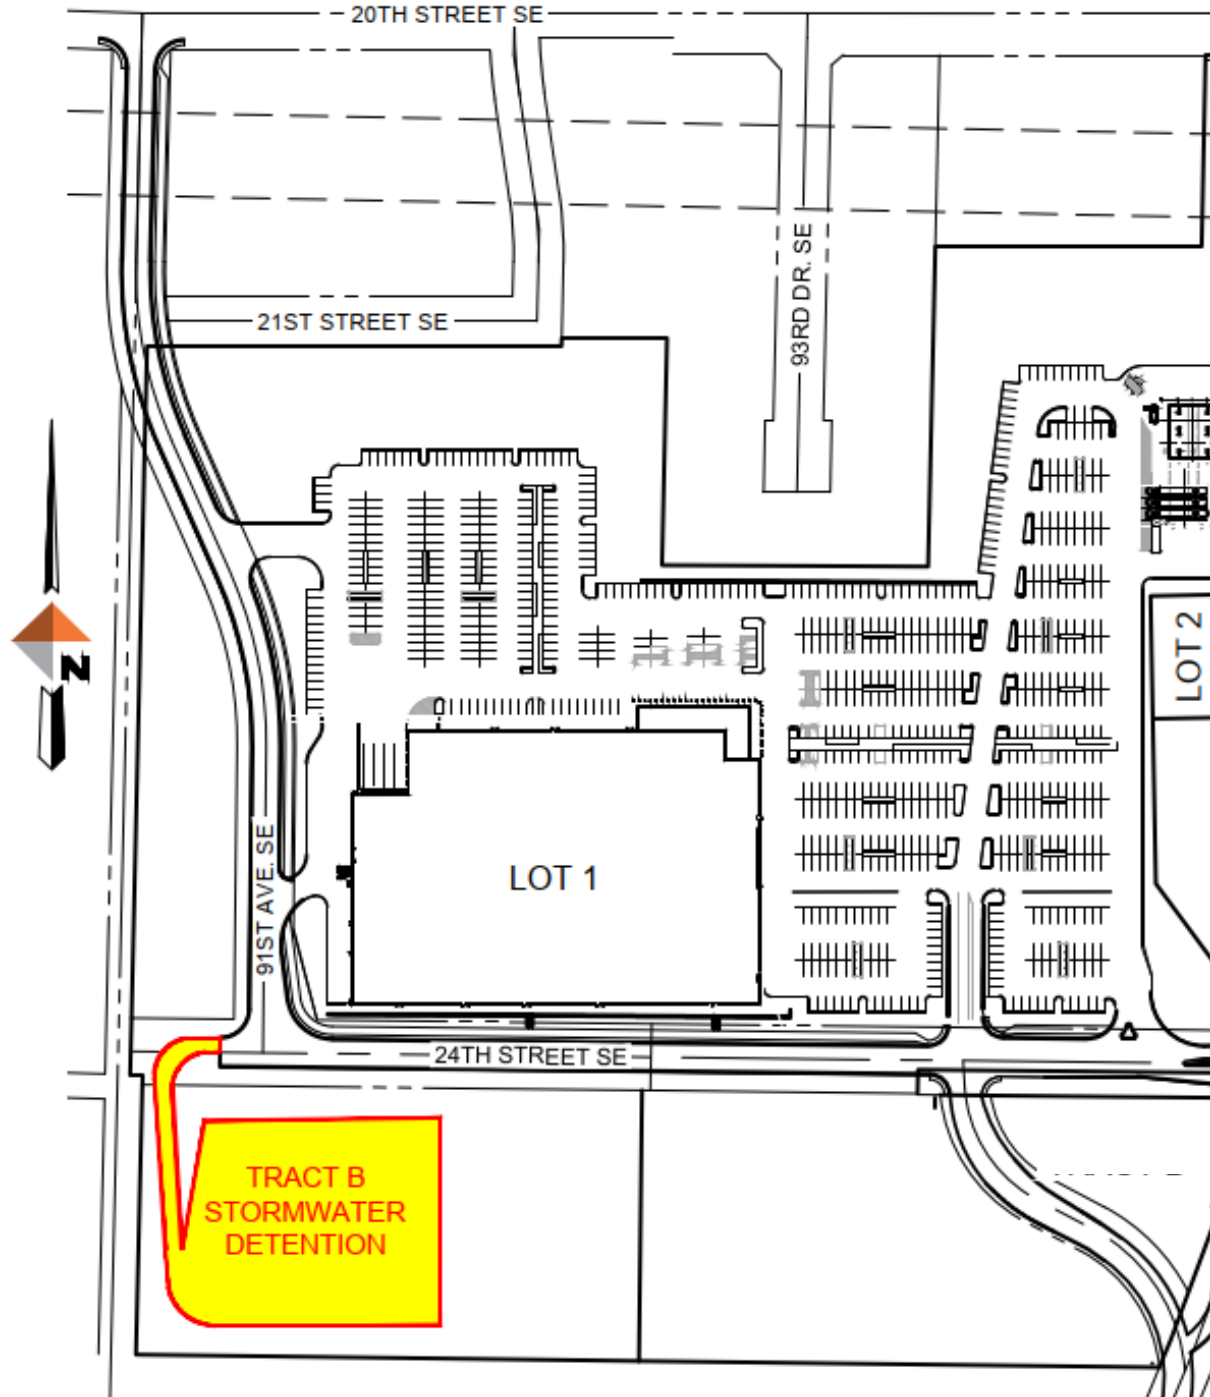 20TH STREET SE
93RD DR. SE
21ST STREET SE
N
LOT 2
LOT 1
91ST AVE. SE
24TH STREET SE
TRACT B
STORMWATER
DETENTION